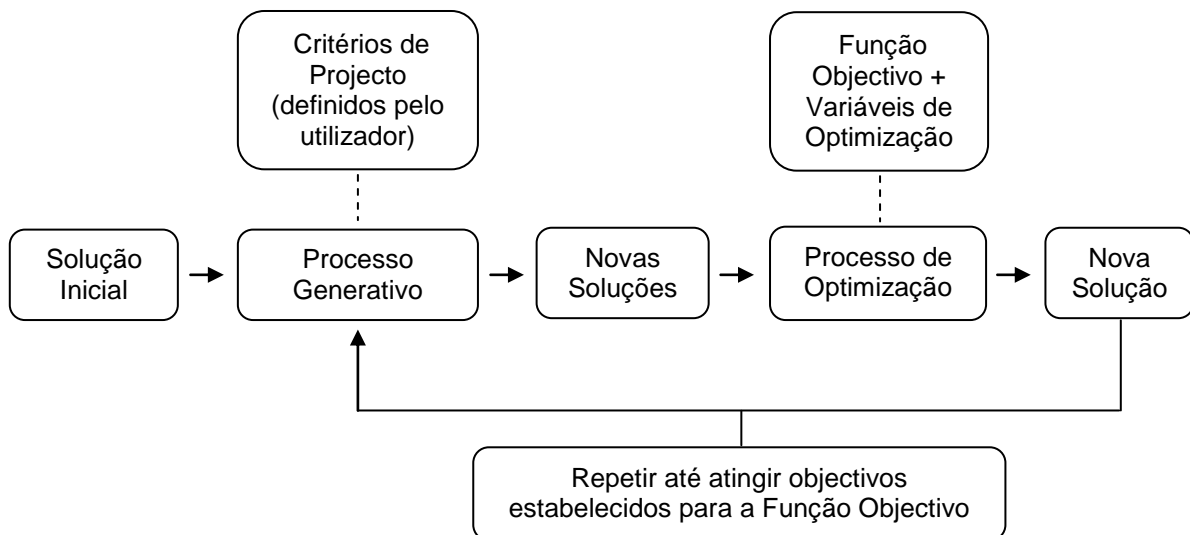 Critérios de
Projecto
(definidos pelo
utilizador)
Função
Objectivo +
Variáveis de
Optimização
Solução
Inicial
Processo
Generativo
Novas
Soluções
Processo de
Optimização
Nova
Solução
Repetir até atingir objectivos
estabelecidos para a Função Objectivo